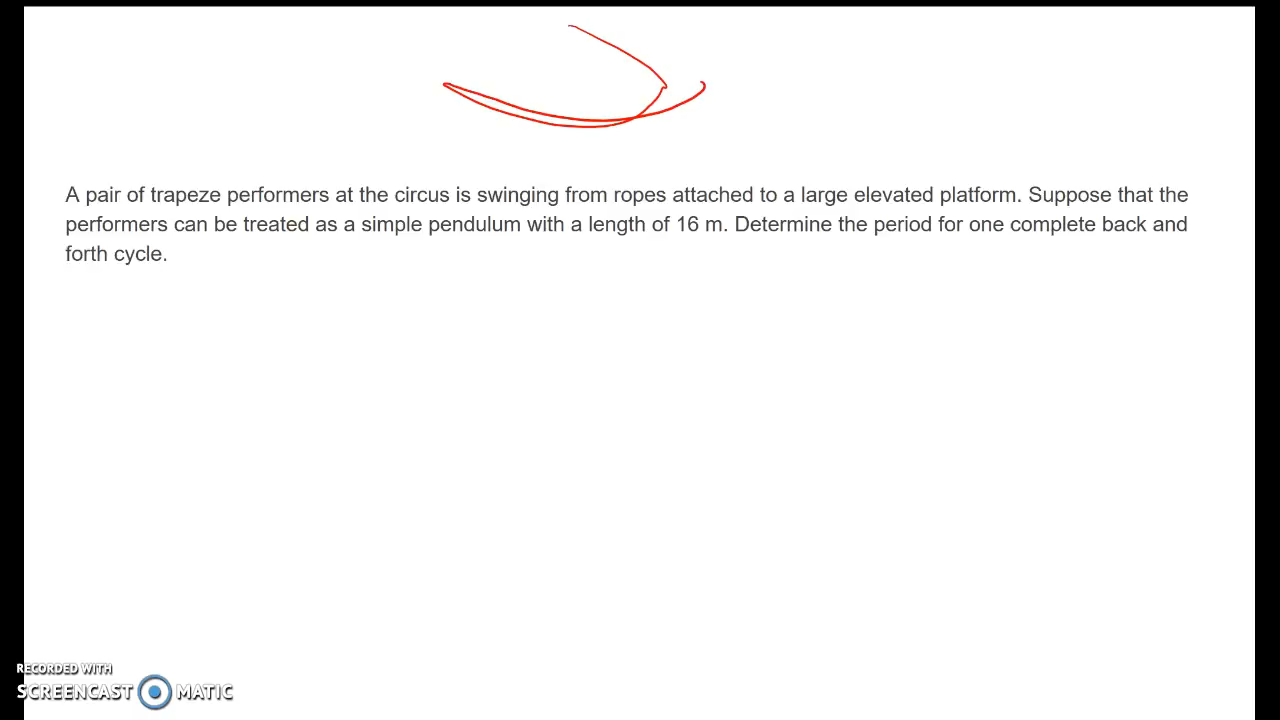 A pair of trapeze performers at the circus is swinging from ropes attached to a large elevated platform. Suppose that the
performers can be treated as a simple pendulum with a length of 16 m. Determine the period for one complete back and
forth cycle.
RECORDED WITH
SCREENCAST MATIC